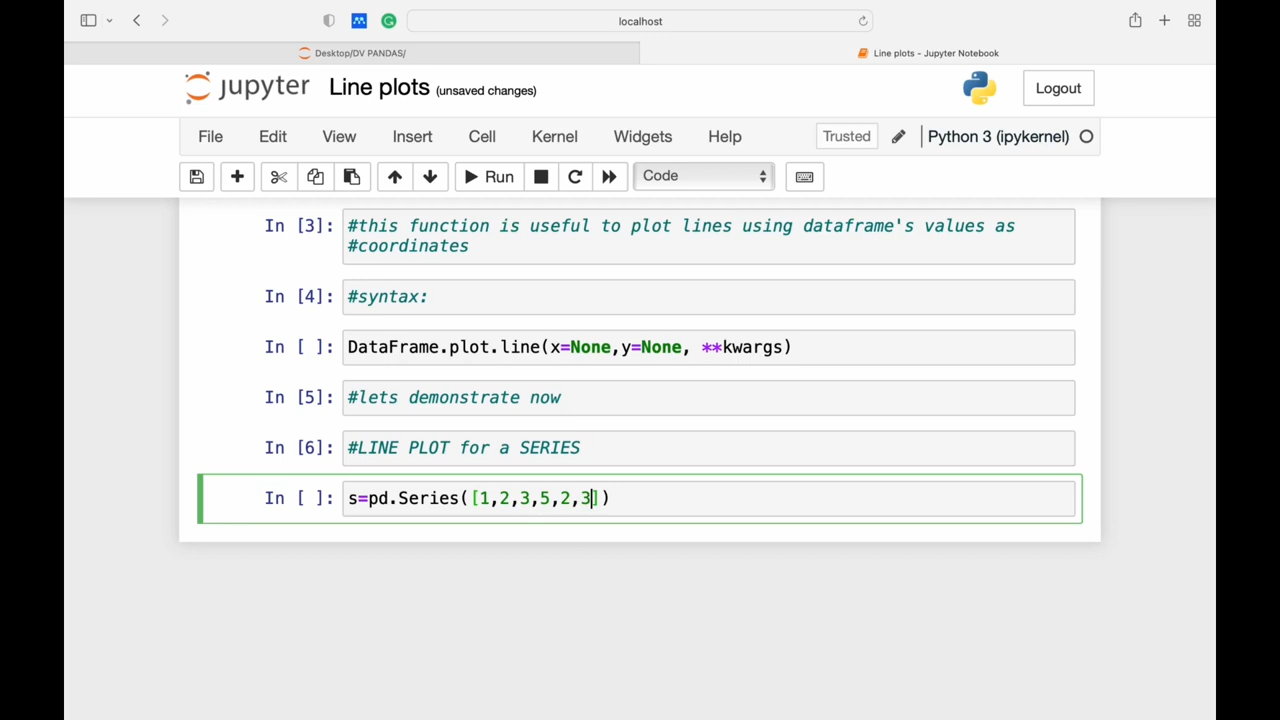 localhost
Desktop/DV PANDAS/
Line plots - Jupyter Notebook
jupyter Line plots (unsaved changes)
Logout
File Edit View Insert Cell Kernel Widgets Help Trusted Python 3 (ipykernel)
Run Code
In [3]: #this function is useful to plot lines using dataframe's values as
#coordinates
In [4]: #syntax:
In [ ]: DataFrame.plot.line(x=None,y=None, **kwargs)
In [5]: #lets demonstrate now
In [6]: #LINE PLOT for a SERIES
In [ ]: s=pd.Series([1,2,3,5,2,3])